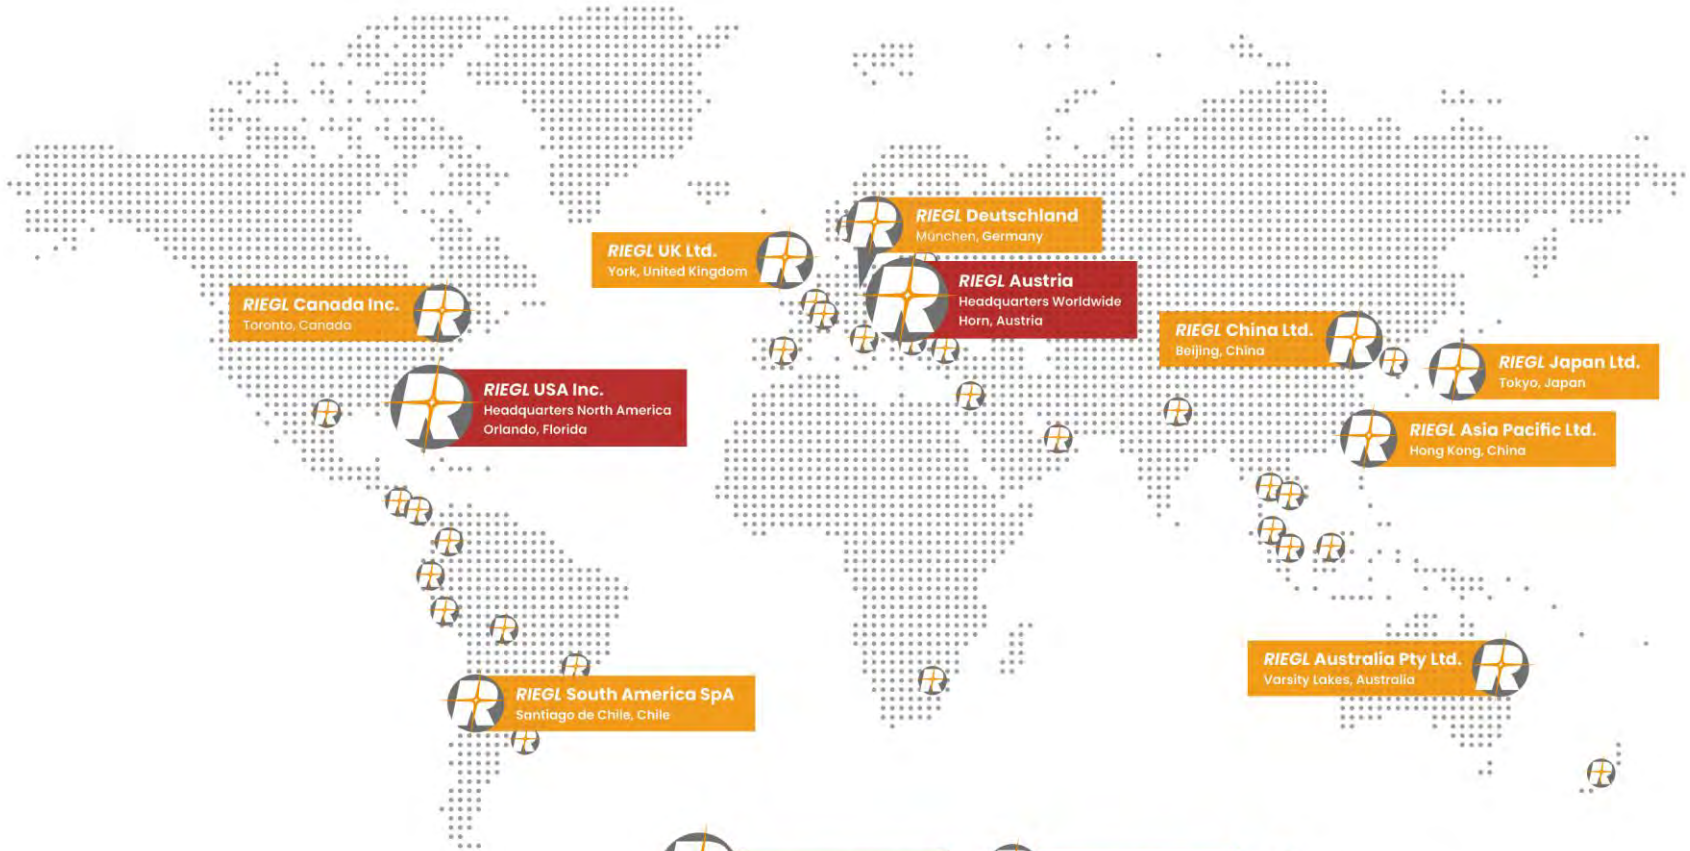 RIEGL Deutschland
München, Germany
RIEGL UK Ltd.
York, United Kingdom
RIEGL Austria
Headquarters Worldwide
Horn, Austria
RIEGL Canada Inc.
Toronto, Canada
RIEGL China Ltd.
Beijing, China
RIEGL Japan Ltd.
Tokyo, Japan
RIEGL USA Inc.
Headquarters North America
Orlando, Florida
RIEGL Asia Pacific Ltd.
Hong Kong, China
RIEGL Australia Pty Ltd.
Varsity Lakes, Australia
RIEGL South America SpA
Santiago de Chile, Chile